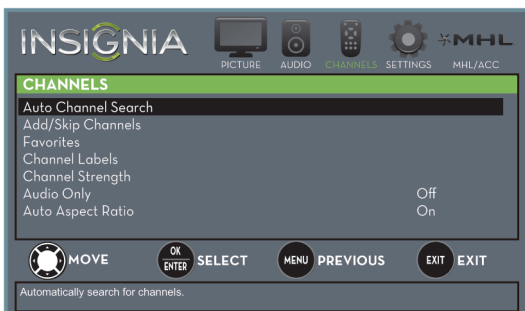 INSIGNIA
MHL
PICTURE AUDIO CHANNELS SETTINGS MHL/ACC
CHANNELS
Auto Channel Search
Add/Skip Channels
Favorites
Channel Labels
Channel Strength
Audio Only Off
Auto Aspect Ratio On
MOVE OK ENTER SELECT MENU PREVIOUS EXIT EXIT
Automatically search for channels.